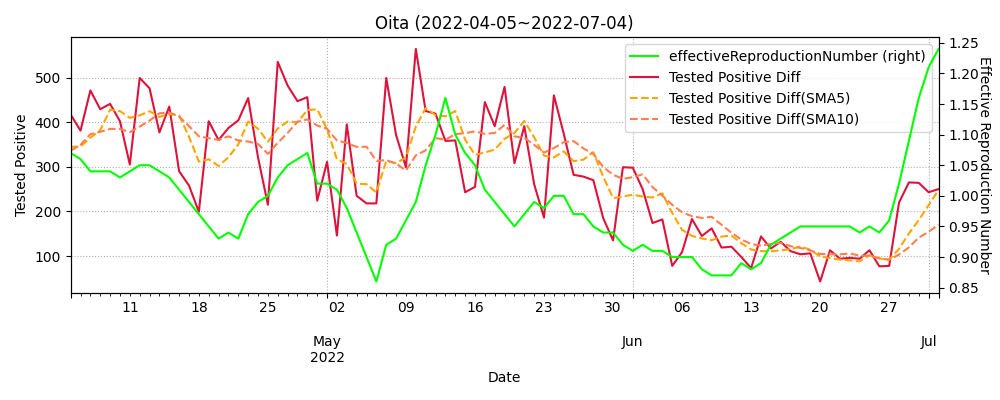 Oita (2022-04-05~2022-07-04)
effectiveReproductionNumber (right)
Tested Positive Diff
Tested Positive Diff(SMA5)
Tested Positive Diff(SMA10)
Tested Positive
500
400
300
200
100
1.25
1.20
1.15
1.10
1.05
1.00
0.95
0.90
0.85
Effective Reproduction Number
11 18 25 02 09 16 23 30 06 13 20 27
May Jun Jul
2022
Date